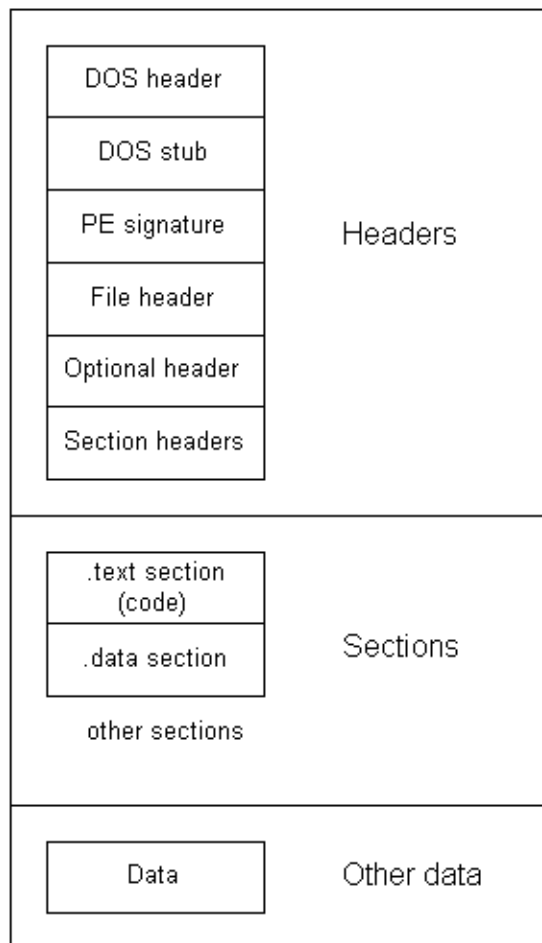 DOS header
DOS stub
PE signature
Headers
File header
Optional header
Section headers
.text section
(code)
.data section
Sections
other sections
Data
Other data